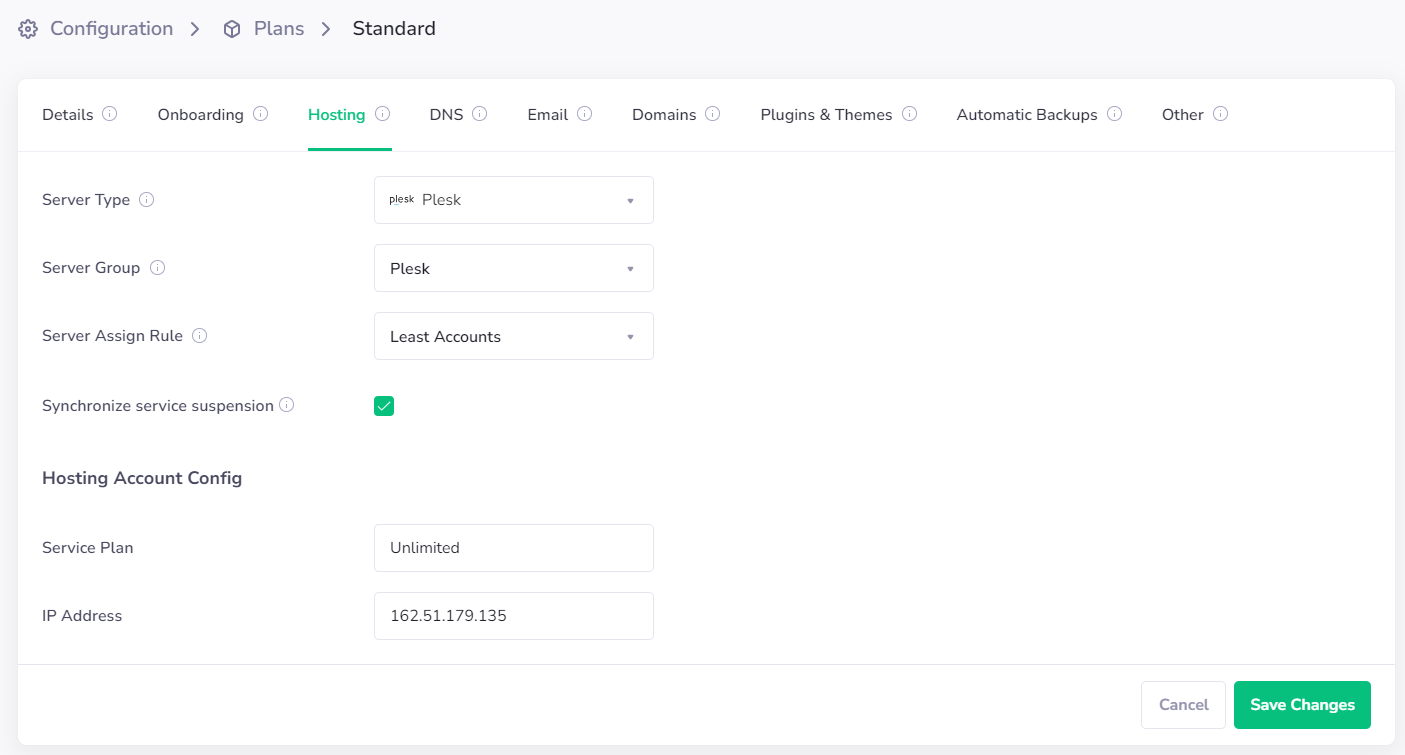 Configuration Plans Standard
Details Onboarding Hosting DNS Email Domains Plugins & Themes Automatic Backups Other
Server Type plesk Plesk
Server Group Plesk
Server Assign Rule Least Accounts
Synchronize service suspension
Hosting Account Config
Service Plan Unlimited
IP Address 162.51.179.135
Cancel Save Changes